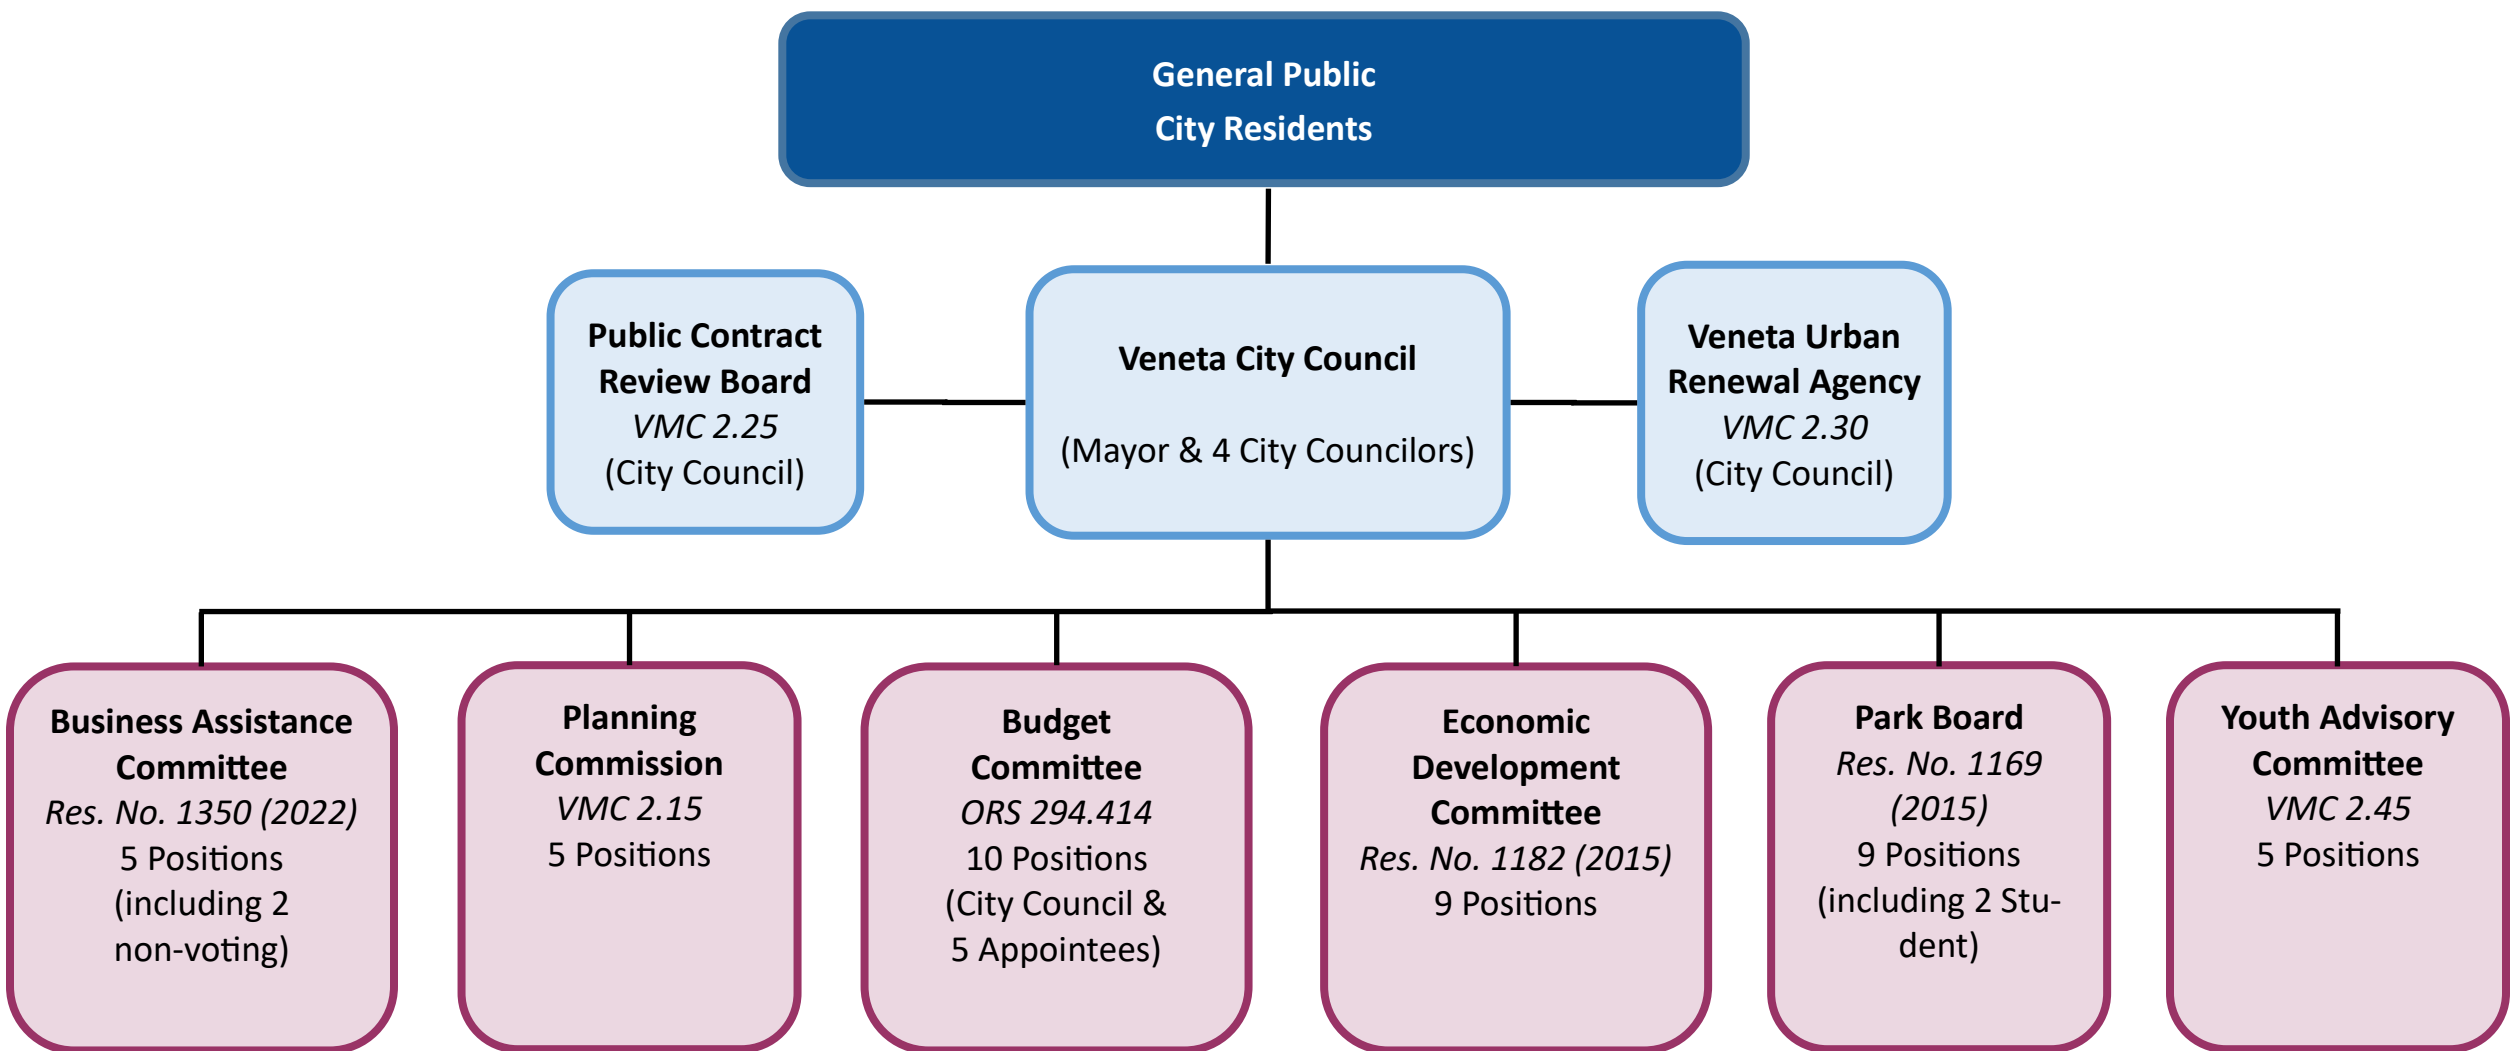 General Public
City Residents
Public Contract
Review Board
VMC 2.25
(City Council)
Veneta City Council
(Mayor & 4 City Councilors)
Veneta Urban
Renewal Agency
VMC 2.30
(City Council)
Business Assistance
Committee
Res. No. 1350 (2022)
5 Positions
(including 2
non-voting)
Planning
Commission
VMC 2.15
5 Positions
Budget
Committee
ORS 294.414
10 Positions
(City Council &
5 Appointees)
Economic
Development
Committee
Res. No. 1182 (2015)
9 Positions
Park Board
Res. No. 1169
(2015)
9 Positions
(including 2 Stu-
dent)
Youth Advisory
Committee
VMC 2.45
5 Positions